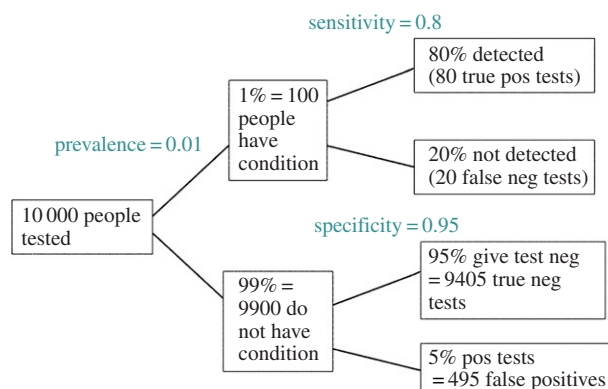 sensitivity = 0.8
80% detected
(80 true pos tests)
1% = 100
people
have
condition
prevalence = 0.01
20% not detected
(20 false neg tests)
10 000 people
tested
specificity = 0.95
95% give test neg
= 9405 true neg
tests
99% =
9900 do
not have
condition
5% pos tests
= 495 false positives